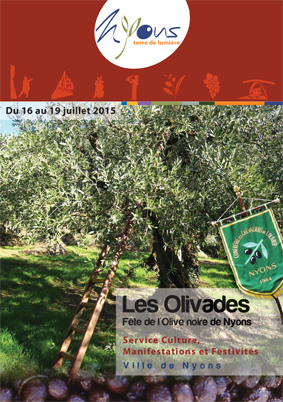 Nyons
terre de lumière
Du 16 au 19 juillet 2015
NYONS
Les Olivades
Fête de l'Olive noire de Nyons
Service Culture,
Manifestations et Festivités
Ville de Nyons